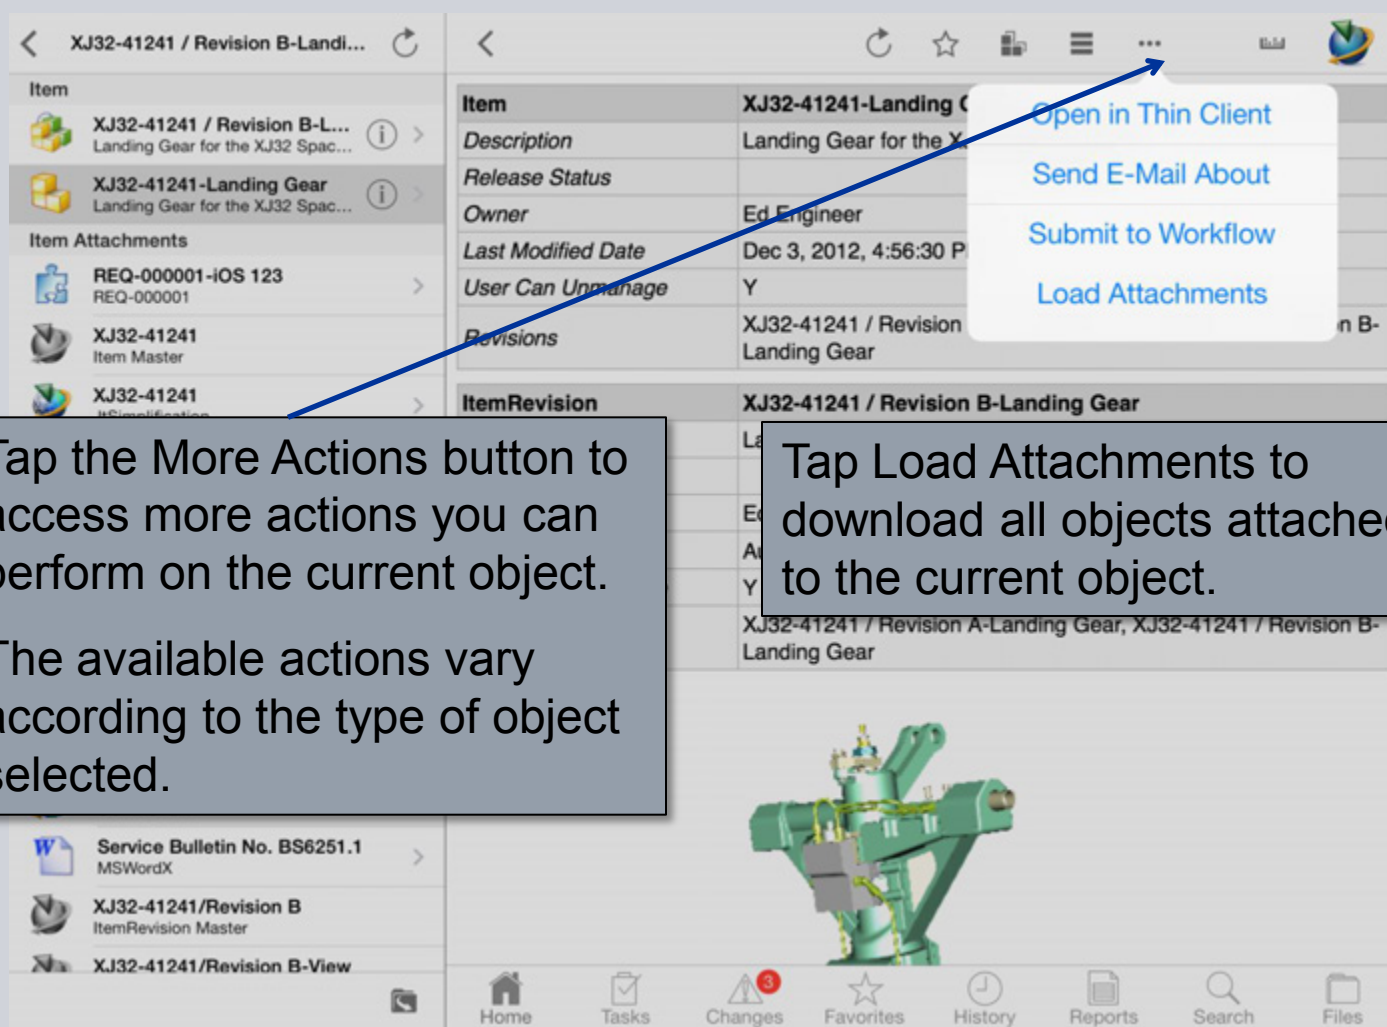 XJ32-41241 / Revision B-Landi...
Item
XJ32-41241 / Revision B-L...
Landing Gear for the XJ32 Spac...
XJ32-41241-Landing Gear
Landing Gear for the XJ32 Spac...
Item Attachments
REQ-000001-iOS 123
REQ-000001
XJ32-41241
Item Master
XJ32-41241
JtSimplification
Tap the More Actions button to
access more actions you can
perform on the current object.
The available actions vary
according to the type of object
selected.
Service Bulletin No. BS6251.1
MSWordX
XJ32-41241/Revision B
ItemRevision Master
XJ32-41241/Revision B-View
Item XJ32-41241-Landing
Description Landing Gear for the
Release Status
Owner Ed Engineer
Last Modified Date Dec 3, 2012, 4:56:30 P
User Can Unmanage Y
Revisions XJ32-41241 / Revision n B-
Landing Gear
Open in Thin Client
Send E-Mail About
Submit to Workflow
Load Attachments
ItemRevision XJ32-41241 / Revision B-Landing Gear
Tap Load Attachments to
download all objects attached
to the current object.
Y
XJ32-41241 / Revision A-Landing Gear, XJ32-41241 / Revision B-
Landing Gear
3
Home Tasks Changes Favorites History Reports Search Files